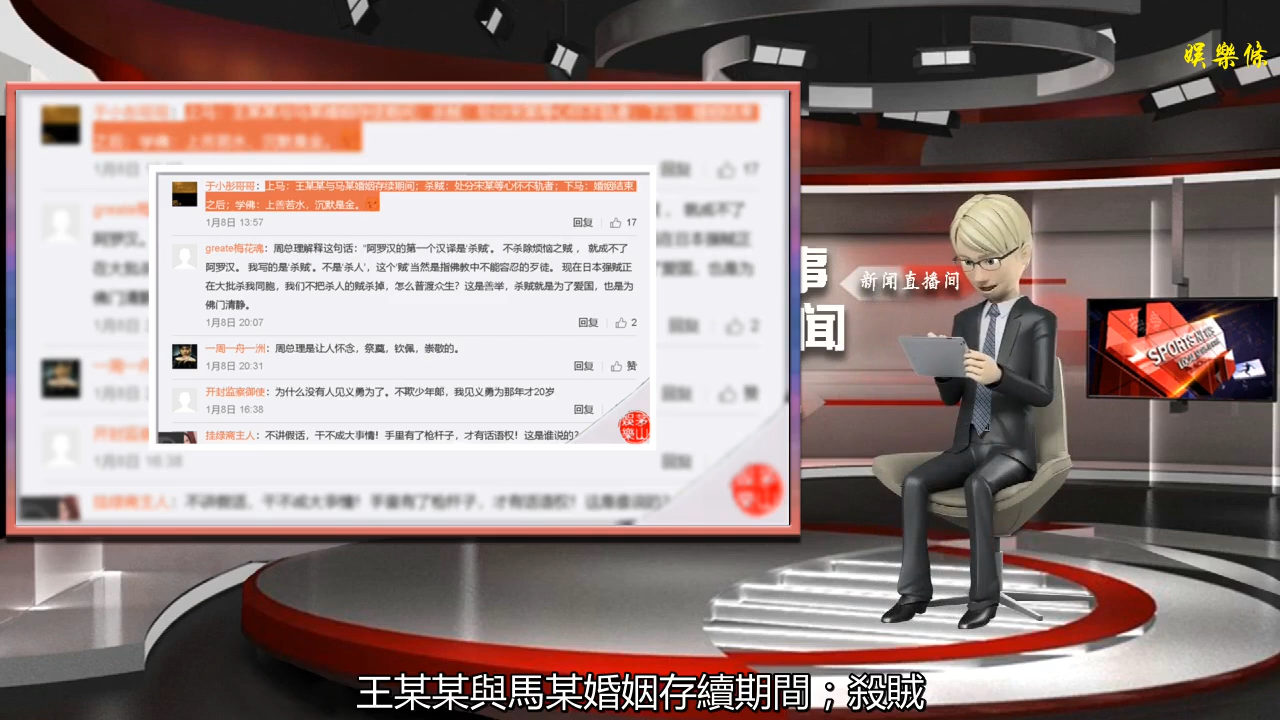 娱樂條
于小彤哥哥：上马：王某某与马某婚姻存续期间；杀贼：处分宋某等心怀不轨者；下马：婚姻结束
之后；学佛：上善若水，沉默是金。
1月8日 13:57 回复 17
greate梅花魂：周总理解释这句话：“阿罗汉的第一个汉译是‘杀贼’。 不杀除烦恼之贼 ， 就成不了
阿罗汉。 我写的是‘杀贼’。不是‘杀人’，这个‘贼’当然是指佛教中不能容忍的歹徒。 现在日本强贼正
在大批杀我同胞，我们不把杀人的贼杀掉，怎么普渡众生？这是善举，杀贼就是为了爱国，也是为
佛门清静。
1月8日 20:07 回复 2
一周一舟一洲：周总理是让人怀念，祭奠，钦佩，崇敬的。
1月8日 20:31 回复 赞
开封监察御使：为什么没有人见义勇为了。不欺少年郎，我见义勇为那年才20岁
1月8日 16:38 回复
挂绿斋主人：不讲假话，干不成大事情！手里有了枪杆子，才有话语权！这是谁说的？
事
闻
新闻直播间
SPORTS
王某某與馬某婚姻存續期間；殺賊